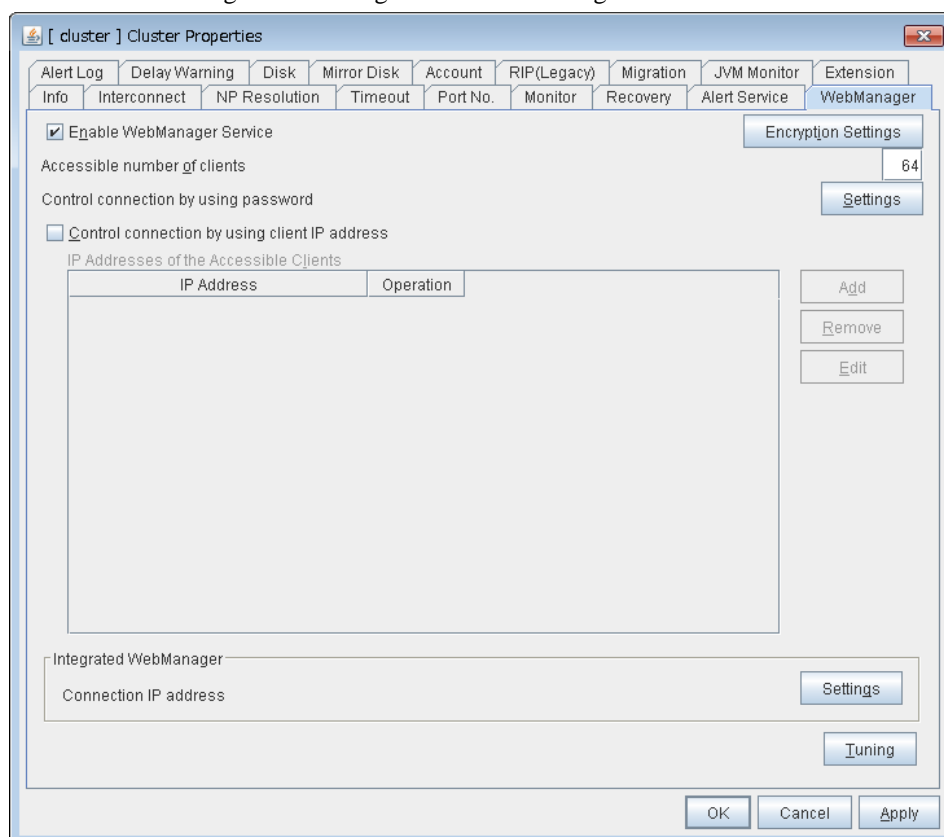 [ cluster ] Cluster Properties
Alert Log Delay Warning Disk Mirror Disk Account RIP(Legacy) Migration JVM Monitor Extension
Info Interconnect NP Resolution Timeout Port No. Monitor Recovery Alert Service WebManager
Enable WebManager Service Encryption Settings
Accessible number of clients 64
Control connection by using password Settings
Control connection by using client IP address
IP Addresses of the Accessible Clients
IP Address Operation
Add
Remove
Edit
Integrated WebManager
Connection IP address Settings
Tuning
OK Cancel Apply